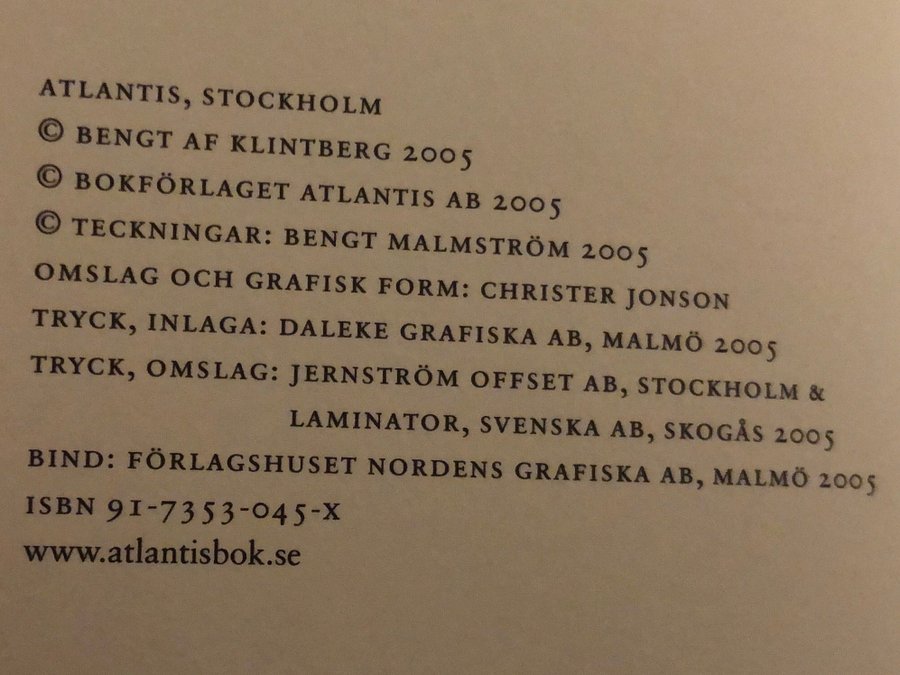 ATLANTIS, STOCKHOLM
© BENGT AF KLINTBERG 2005
© BOKFÖRLAGET ATLANTIS AB 2005
© TECKNINGAR: BENGT MALMSTRÖM 2005
OMSLAG OCH GRAFISK FORM: CHRISTER JONSON
TRYCK, INLAGA: DALEKE GRAFISKA AB, MALMÖ 2005
TRYCK, OMSLAG: JERNSTRÖM OFFSET AB, STOCKHOLM &
LAMINATOR, SVENSKA AB, SKOGÅS 2005
BIND: FÖRLAGSHUSET NORDENS GRAFISKA AB, MALMÖ 2005
ISBN 91-7353-045-X
www.atlantisbok.se